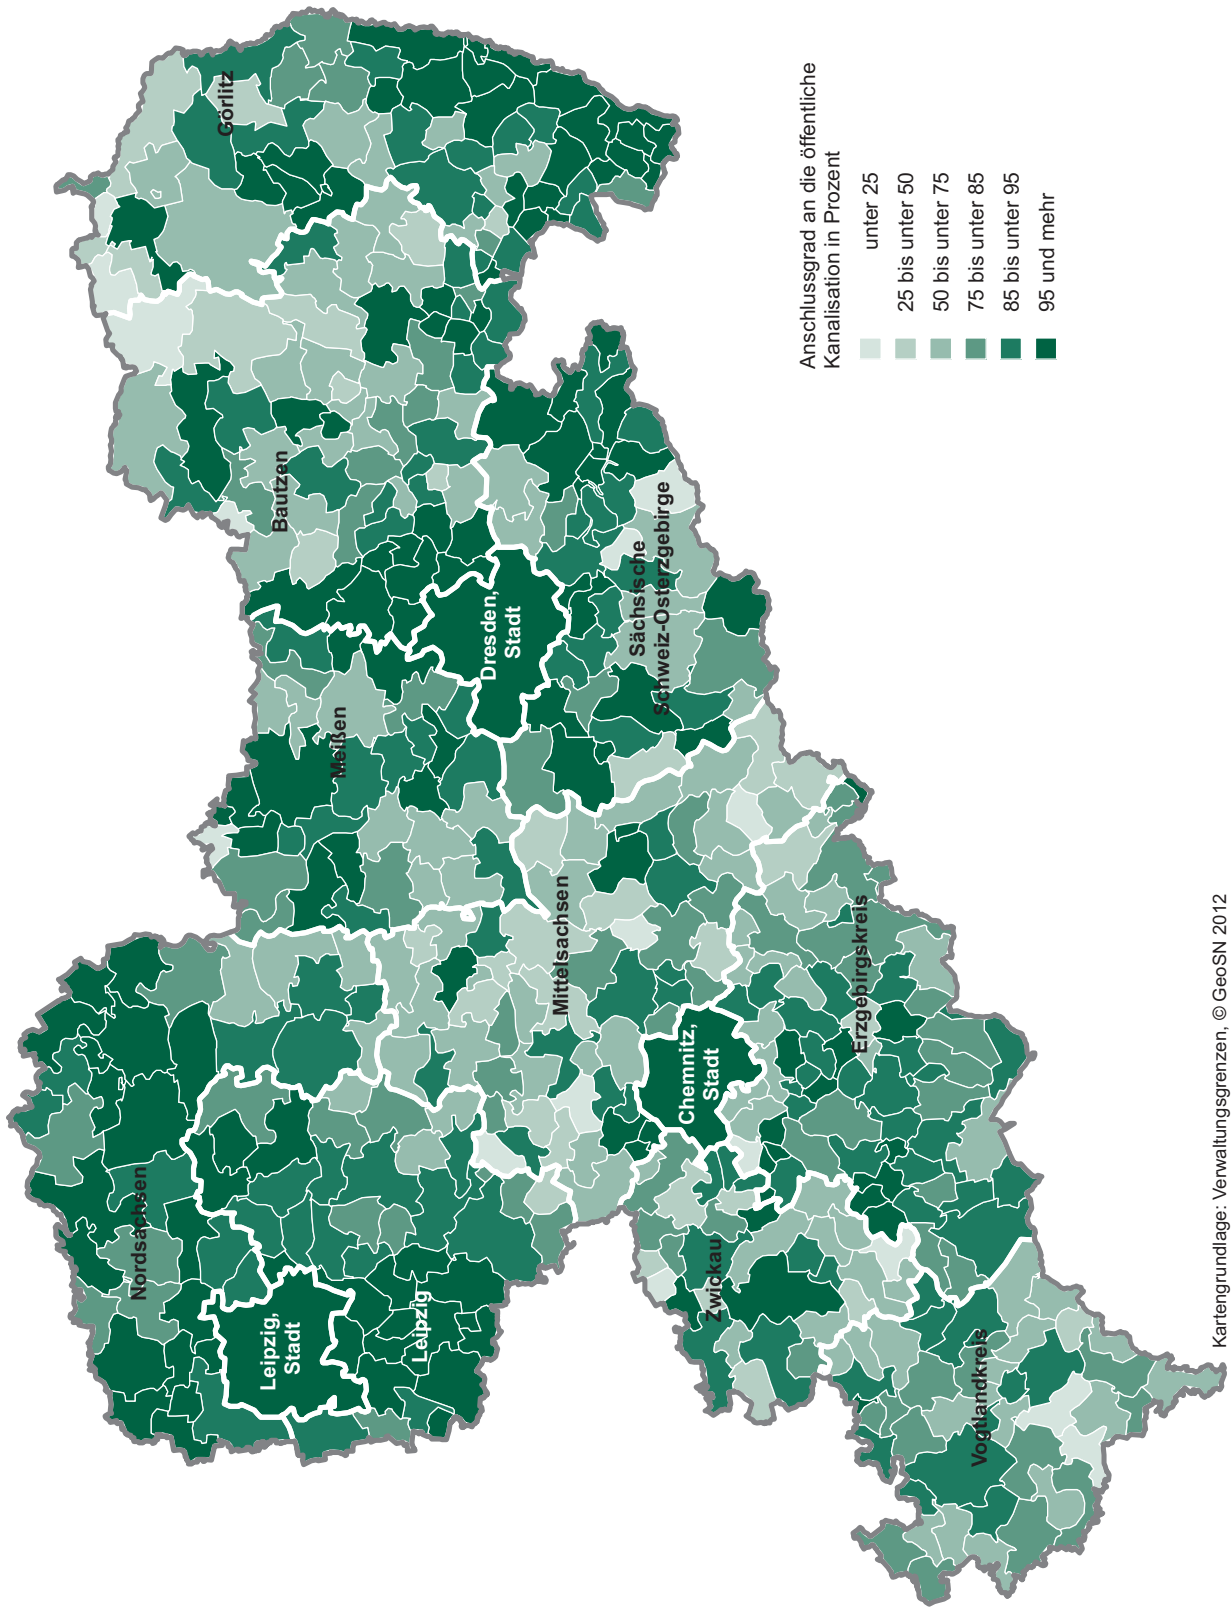 Nordsachsen
Leipzig,
Stadt
Leipzig
Meißen
Bautzen
Görlitz
Dresden,
Stadt
Sächsische
Schweiz-Osterzgebirge
Mittelsachsen
Chemnitz,
Stadt
Erzgebirgskreis
Zwickau
Vogtlandkreis
Anschlussgrad an die öffentliche
Kanalisation in Prozent
unter 25
25 bis unter 50
50 bis unter 75
75 bis unter 85
85 bis unter 95
95 und mehr
Kartengrundlage: Verwaltungsgrenzen, © GeoSN 2012